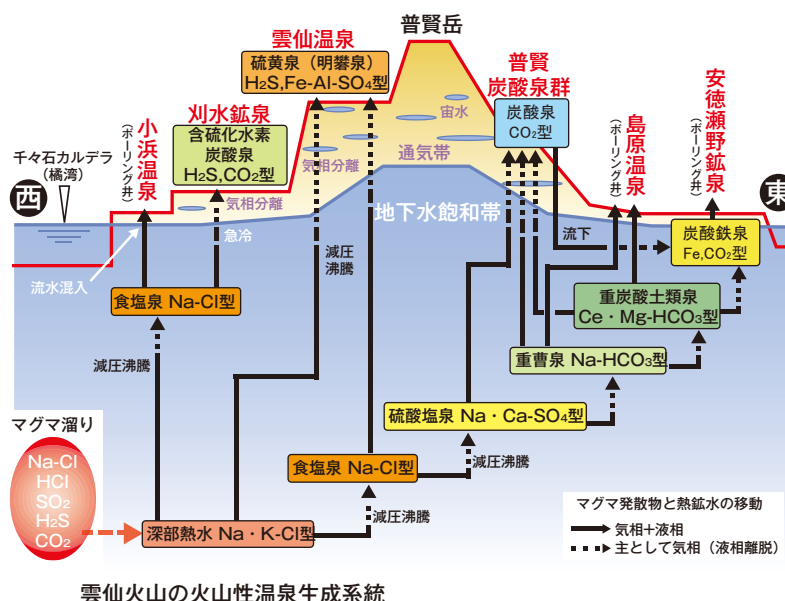 普賢岳
雲仙温泉
硫黄泉（明礬泉）
H₂S,Fe-Al-SO₄型
普賢
炭酸泉群
炭酸泉
CO₂型
宙水
通気帯
気相分離
刈水鉱泉
含硫化水素
炭酸泉
H₂S,CO₂型
小浜温泉
（ボーリング井）
島原温泉
（ボーリング井）
安徳瀬野鉱泉
（ボーリング井）
千々石カルデラ
（橘湾）
西
東
気相分離
地下水飽和帯
急冷
流下
炭酸鉄泉
Fe,CO₂型
流水混入
減圧
沸騰
食塩泉 Na-Cl型
重炭酸土類泉
Ce・Mg-HCO₃型
減圧沸騰
重曹泉 Na-HCO₃型
硫酸塩泉 Na・Ca-SO₄型
マグマ溜り
Na-Cl
HCl
SO₂
H₂S
CO₂
食塩泉 Na-Cl型
減圧沸騰
深部熱水 Na・K-Cl型
減圧沸騰
マグマ発散物と熱鉱水の移動
気相＋液相
主として気相（液相離脱）
雲仙火山の火山性温泉生成系統